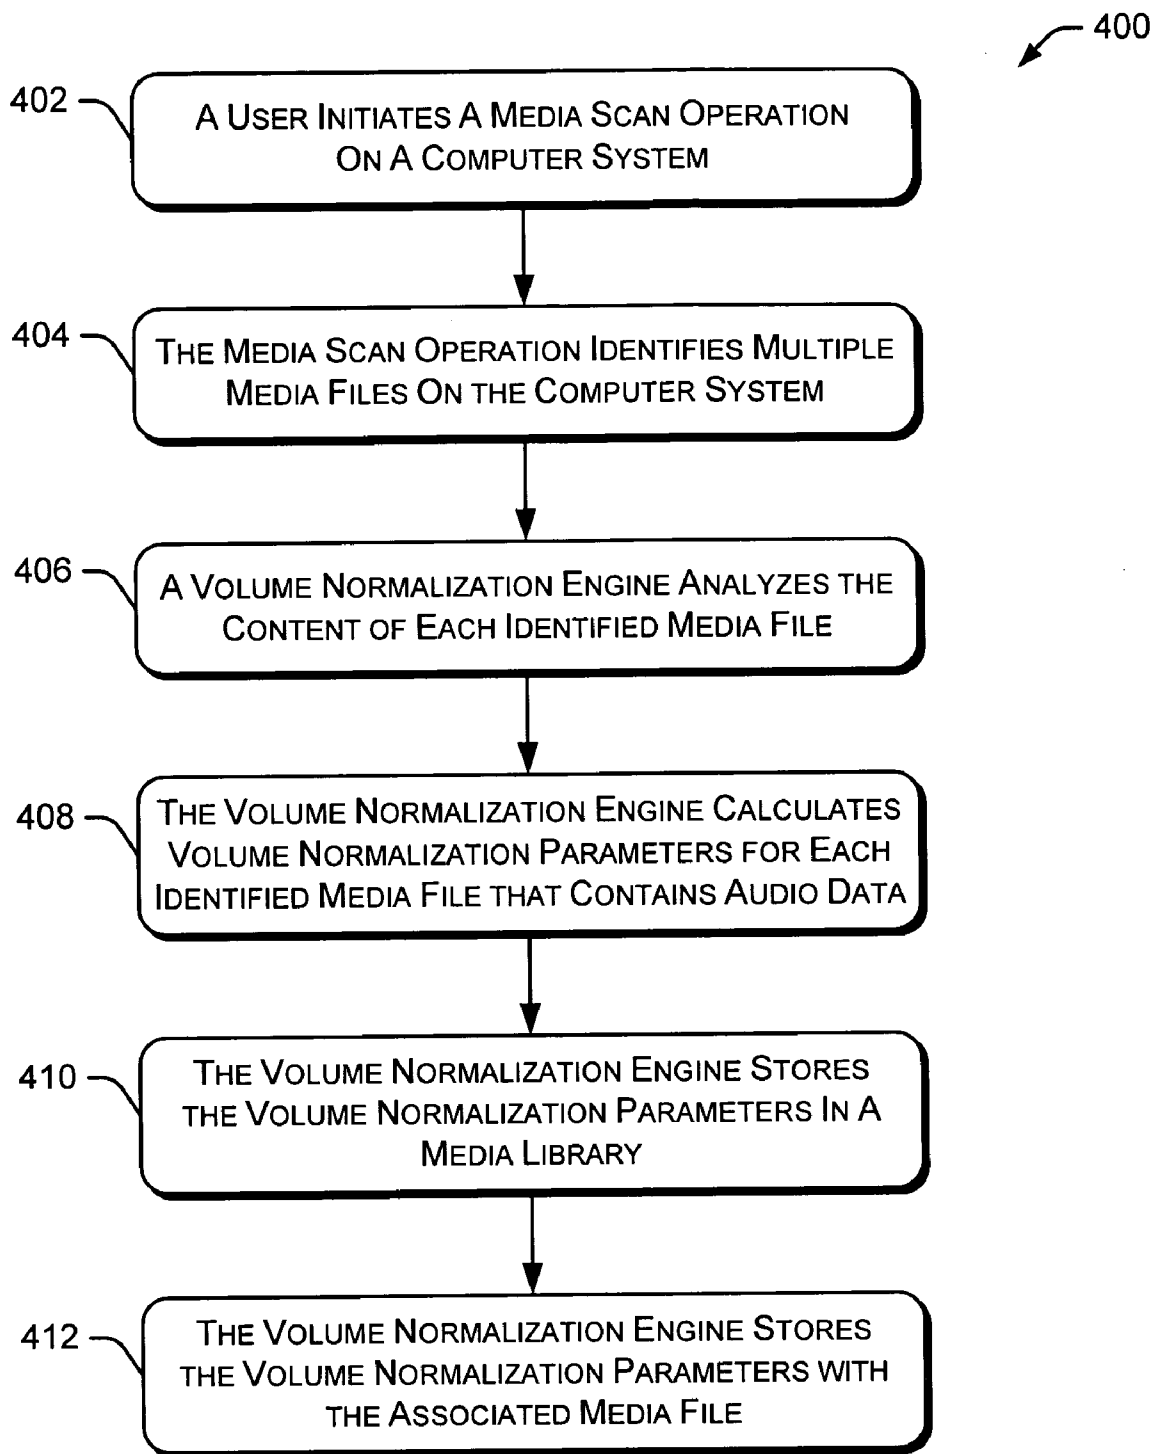 400
402
A USER INITIATES A MEDIA SCAN OPERATION
ON A COMPUTER SYSTEM
404
THE MEDIA SCAN OPERATION IDENTIFIES MULTIPLE
MEDIA FILES ON THE COMPUTER SYSTEM
406
A VOLUME NORMALIZATION ENGINE ANALYZES THE
CONTENT OF EACH IDENTIFIED MEDIA FILE
408
THE VOLUME NORMALIZATION ENGINE CALCULATES
VOLUME NORMALIZATION PARAMETERS FOR EACH
IDENTIFIED MEDIA FILE THAT CONTAINS AUDIO DATA
410
THE VOLUME NORMALIZATION ENGINE STORES
THE VOLUME NORMALIZATION PARAMETERS IN A
MEDIA LIBRARY
412
THE VOLUME NORMALIZATION ENGINE STORES
THE VOLUME NORMALIZATION PARAMETERS WITH
THE ASSOCIATED MEDIA FILE